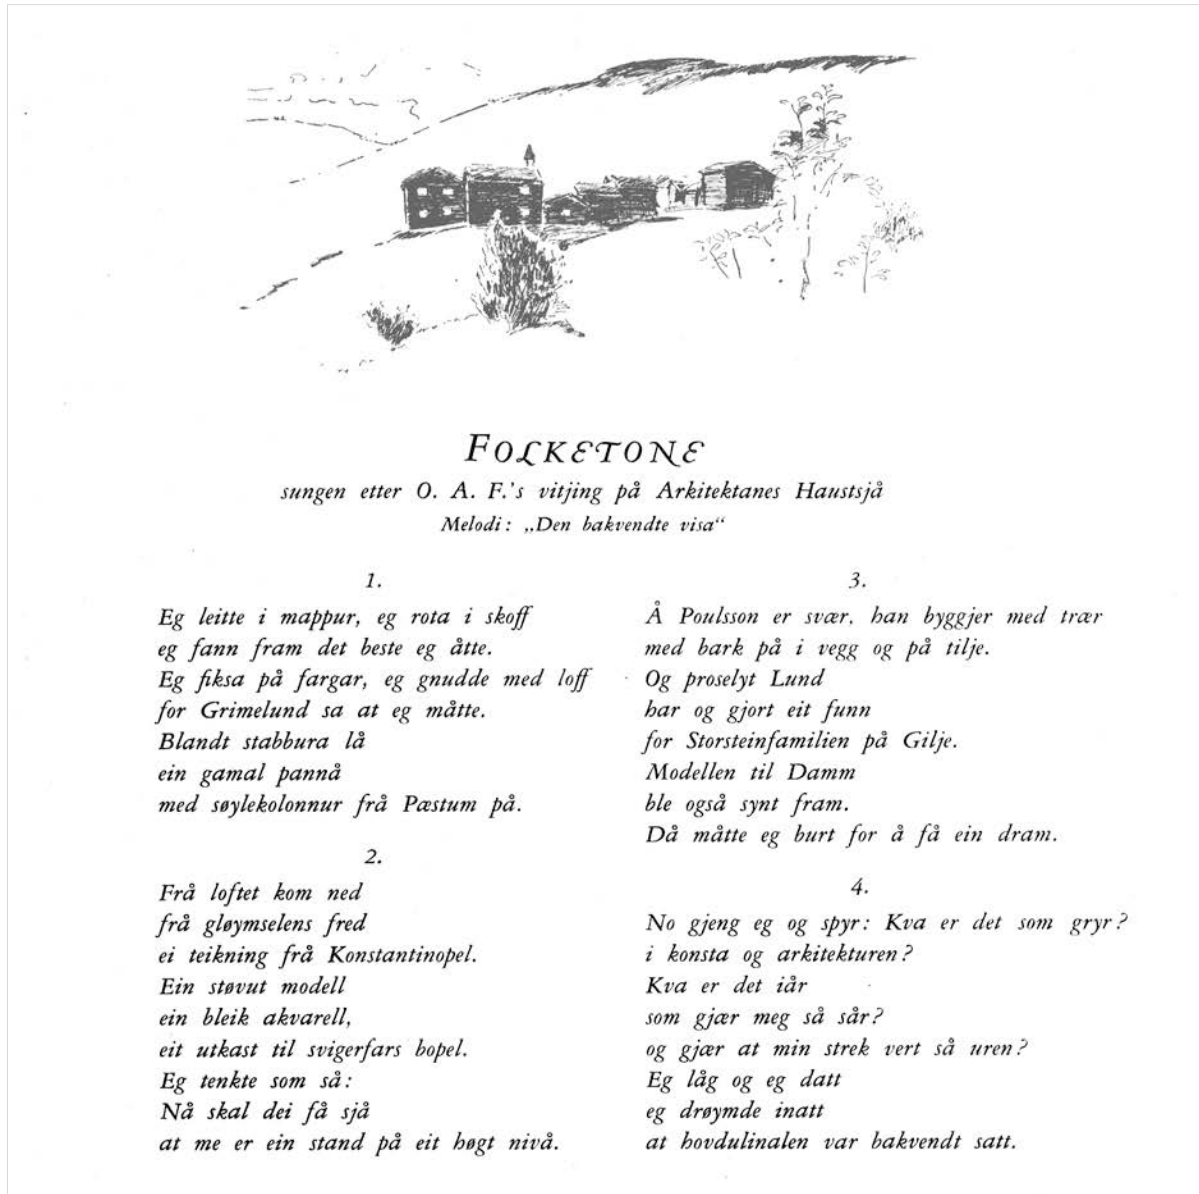 FOLKETONE
sungen etter O. A. F.'s vitjing på Arkitektanes Haustsjå
Melodi: „Den bakvendte visa“
1.
Eg leitte i mappur, eg rota i skoff
eg fann fram det beste eg åtte.
Eg fiksa på fargar, eg gnudde med loff
for Grimelund sa at eg måtte.
Blandt stabbura lå
ein gamal pannå
med søylekolonnur frå Pæstum på.
2.
Frå loftet kom ned
frå gløymselens fred
ei teikning frå Konstantinopel.
Ein støvut modell
ein bleik akvarell,
eit utkast til svigerfars bopel.
Eg tenkte som så:
Nå skal dei få sjå
at me er ein stand på eit høgt nivå.
3.
Å Poulsson er svær, han byggjer med trær
med bark på i vegg og på tilje.
Og proselyt Lund
har og gjort eit funn
for Storsteinfamilien på Gilje.
Modellen til Damm
ble også synt fram.
Då måtte eg burt for å få ein dram.
4.
No gjeng eg og spyr: Kva er det som gryr?
i konsta og arkitekturen?
Kva er det iår
som gjær meg så sår?
og gjær at min strek vert så uren?
Eg låg og eg datt
eg drøymde inatt
at hovdulinalen var bakvendt satt.